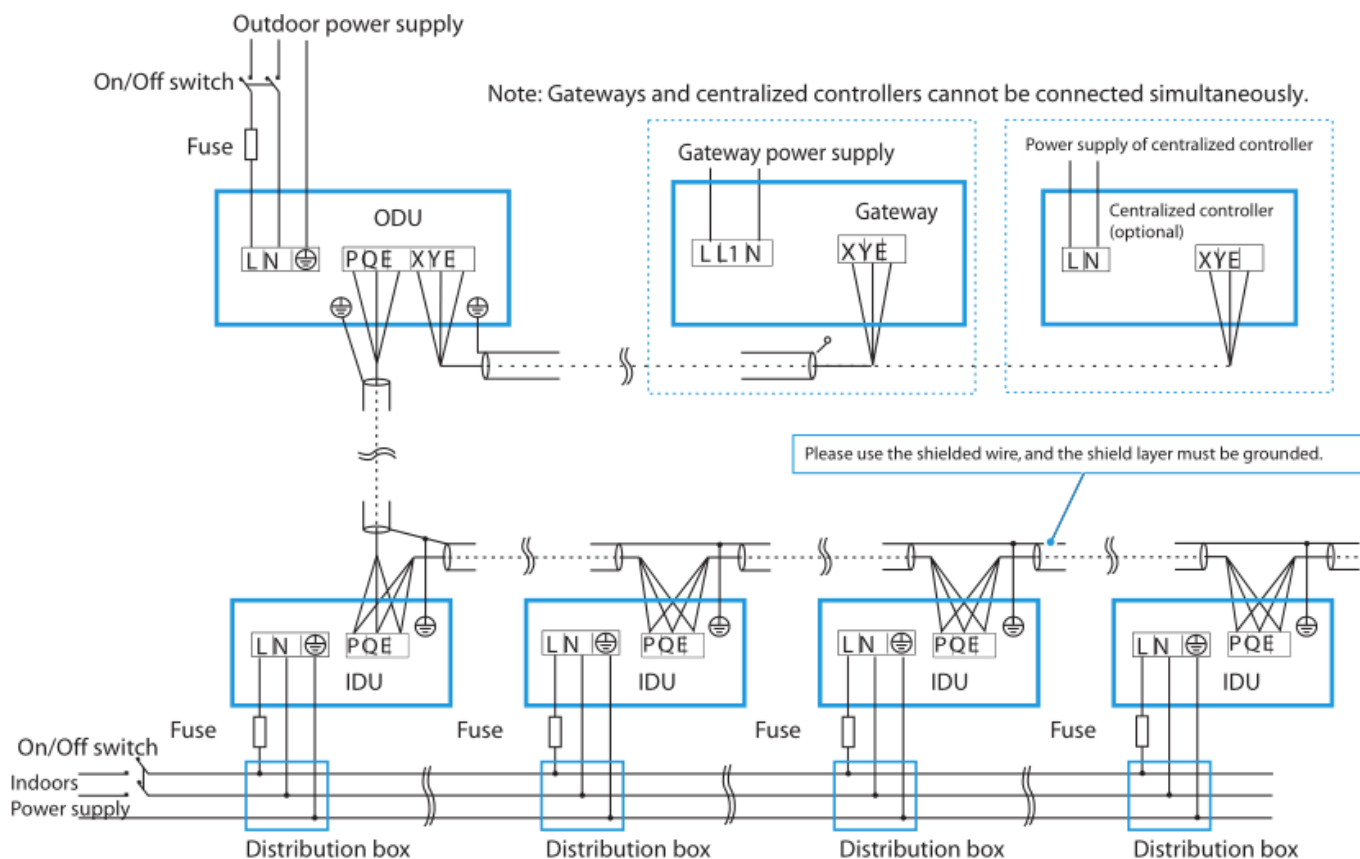 Outdoor power supply
On/Off switch
Note: Gateways and centralized controllers cannot be connected simultaneously.
Fuse
Gateway power supply
Power supply of centralized controller
ODU
Gateway
Centralized controller
(optional)
L N
P Q E
X Y E
L L1 N
X Y E
L N
X Y E
Please use the shielded wire, and the shield layer must be grounded.
L N
P Q E
L N
P Q E
L N
P Q E
L N
P Q E
IDU
IDU
IDU
IDU
Fuse
Fuse
Fuse
Fuse
On/Off switch
Indoors
Power supply
Distribution box
Distribution box
Distribution box
Distribution box